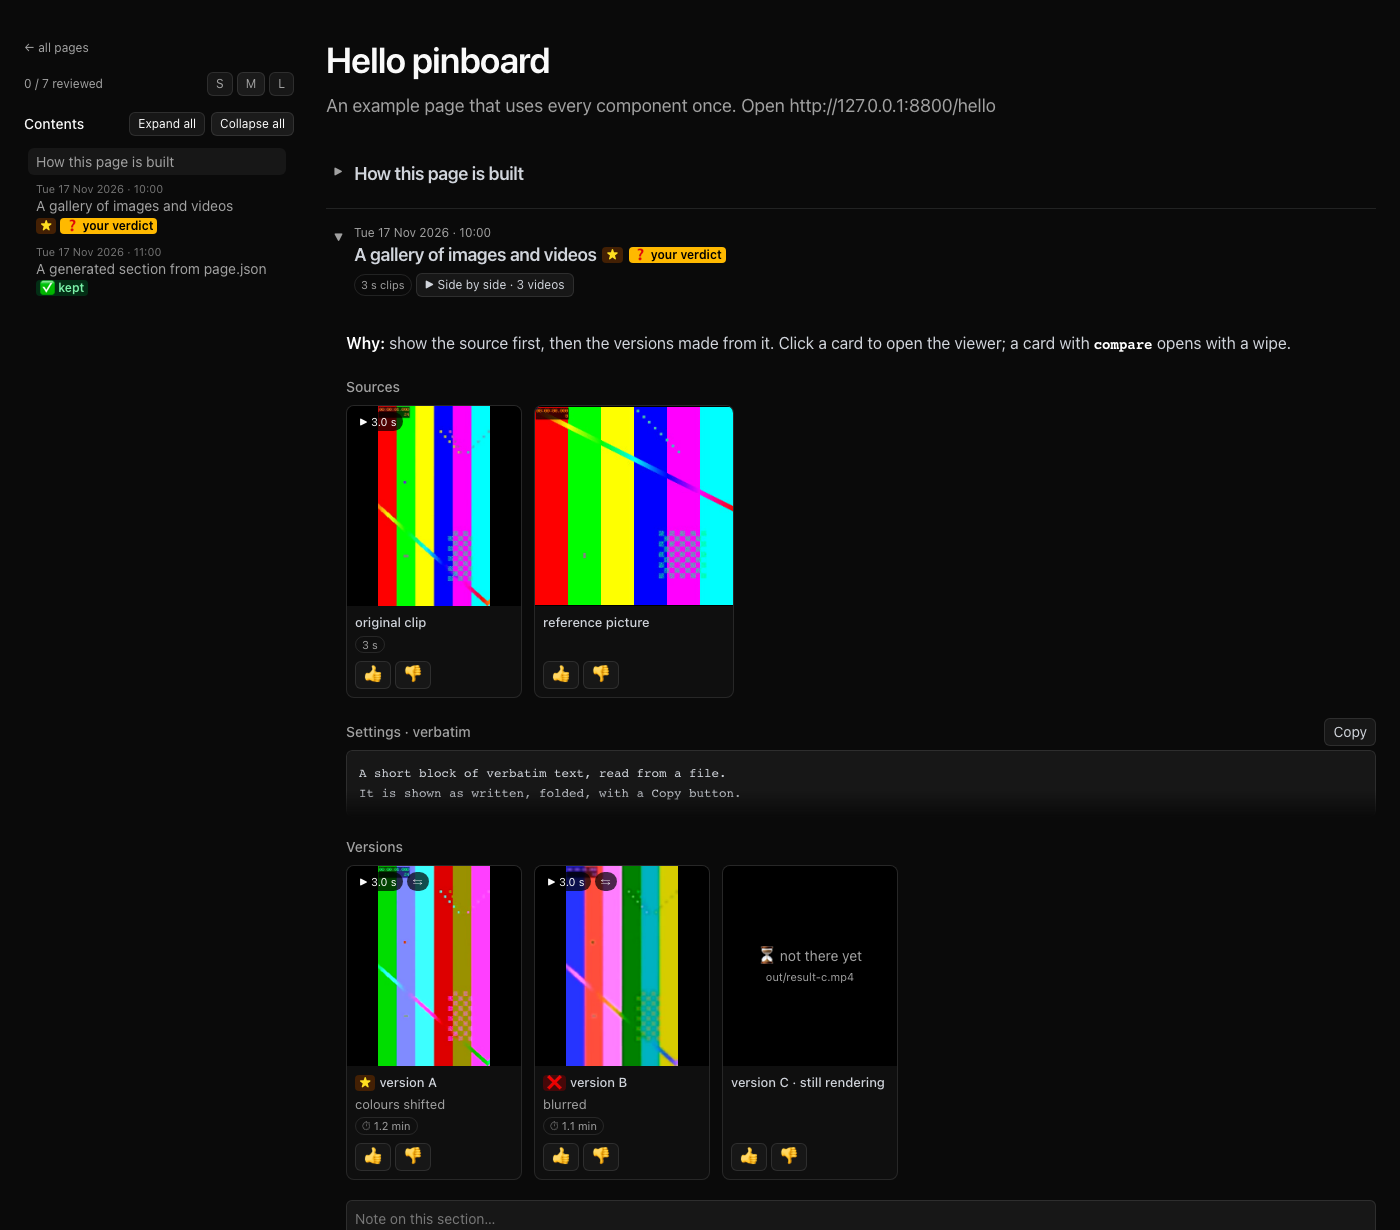 ← all pages
0 / 7 reviewed
S M L
Contents
Expand all
Collapse all
How this page is built
Tue 17 Nov 2026 · 10:00
A gallery of images and videos
⭐ ❓ your verdict
Tue 17 Nov 2026 · 11:00
A generated section from page.json
✅ kept
Hello pinboard
An example page that uses every component once. Open http://127.0.0.1:8800/hello
▶ How this page is built
▼ Tue 17 Nov 2026 · 10:00
A gallery of images and videos ⭐ ❓ your verdict
3 s clips
▶ Side by side · 3 videos
Why: show the source first, then the versions made from it. Click a card to open the viewer; a card with compare opens with a wipe.
Sources
▶ 3.0 s
original clip
3 s
👍 👎
reference picture
👍 👎
Settings · verbatim
Copy
A short block of verbatim text, read from a file.
It is shown as written, folded, with a Copy button.
Versions
▶ 3.0 s ⇆
⭐ version A
colours shifted
⏱ 1.2 min
👍 👎
▶ 3.0 s ⇆
❌ version B
blurred
⏱ 1.1 min
👍 👎
⏳ not there yet
out/result-c.mp4
version C · still rendering
👍 👎
Note on this section...